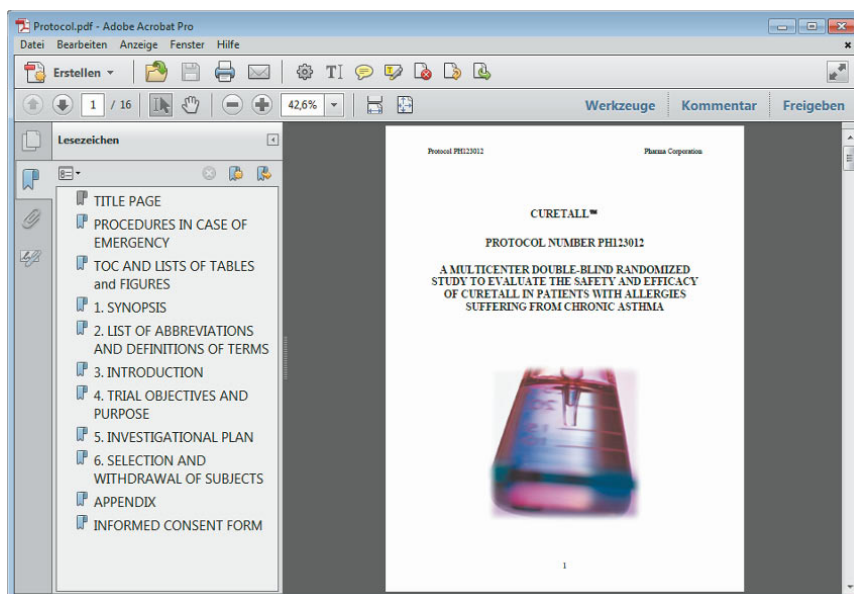 Protocol.pdf - Adobe Acrobat Pro
Datei Bearbeiten Anzeige Fenster Hilfe
Erstellen
1 / 16 42,6% Werkzeuge Kommentar Freigeben
Lesezeichen
TITLE PAGE
PROCEDURES IN CASE OF
EMERGENCY
TOC AND LISTS OF TABLES
and FIGURES
1. SYNOPSIS
2. LIST OF ABBREVIATIONS
AND DEFINITIONS OF TERMS
3. INTRODUCTION
4. TRIAL OBJECTIVES AND
PURPOSE
5. INVESTIGATIONAL PLAN
6. SELECTION AND
WITHDRAWAL OF SUBJECTS
APPENDIX
INFORMED CONSENT FORM
Protocol PH123012 Pharma Corporation
CURETALL™
PROTOCOL NUMBER PH123012
A MULTICENTER DOUBLE-BLIND RANDOMIZED
STUDY TO EVALUATE THE SAFETY AND EFFICACY
OF CURETALL IN PATIENTS WITH ALLERGIES
SUFFERING FROM CHRONIC ASTHMA
1